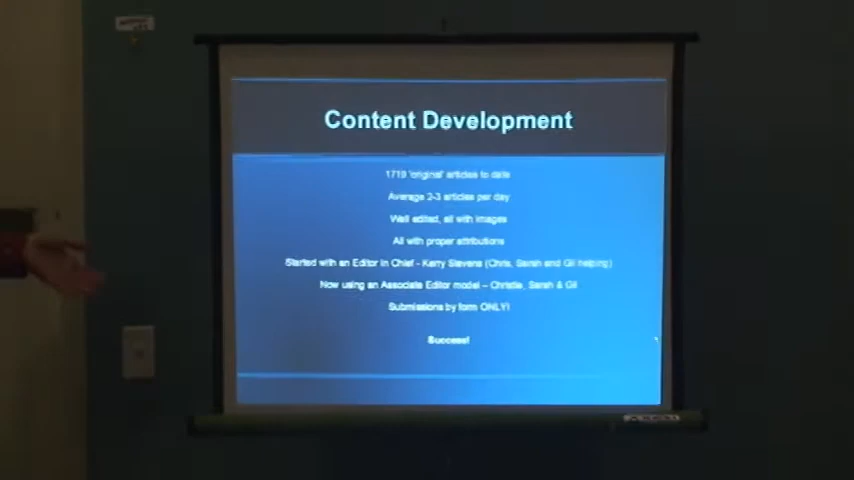 Content Development
1719 'original' articles to date
Average 2-3 articles per day
Well edited, all with images
All with proper attributions
Started with an Editor in Chief - Kerry Stevens (Chris, Sarah and Gil helping)
Now using an Associate Editor model – Christie, Sarah & Gil
Submissions by form ONLY!
Success!